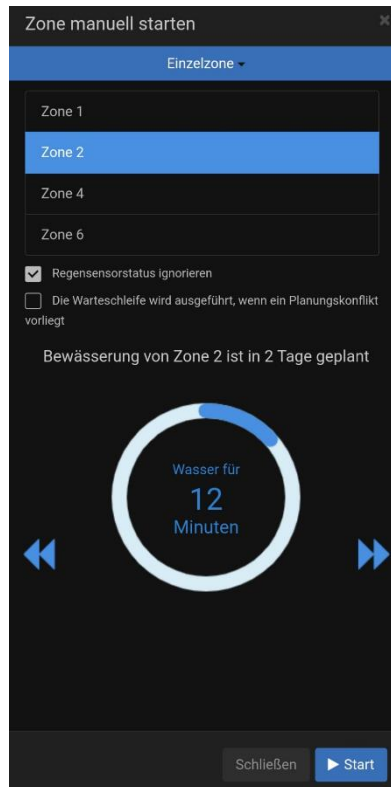 Zone manuell starten ×
Einzelzone
Zone 1
Zone 2
Zone 4
Zone 6
Regensensorstatus ignorieren
Die Warteschleife wird ausgeführt, wenn ein Planungskonflikt
vorliegt
Bewässerung von Zone 2 ist in 2 Tage geplant
Wasser für
12
Minuten
Schließen Start